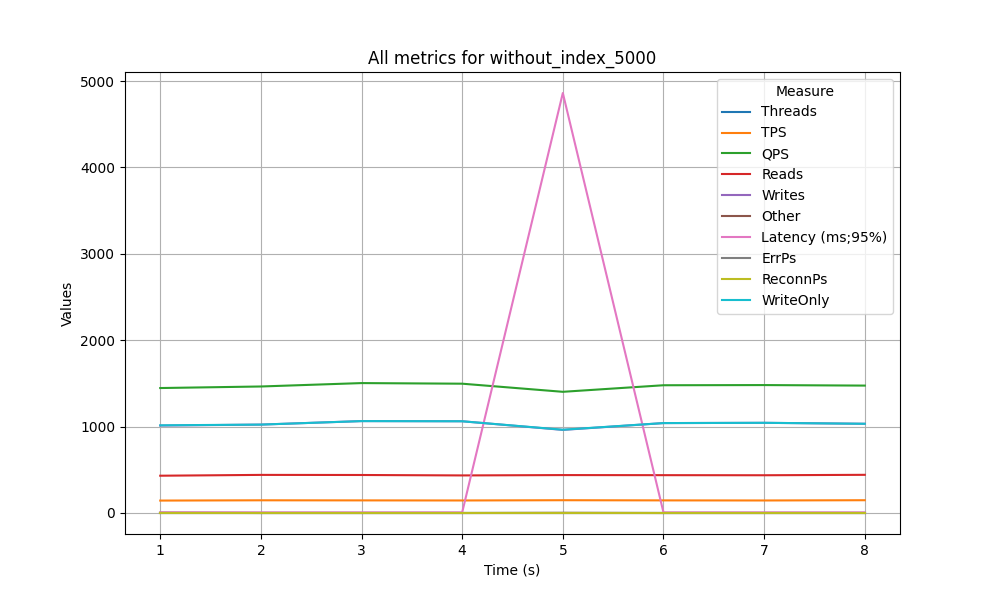 All metrics for without_index_5000
5000
4000
3000
2000
1000
0
Values
1 2 3 4 5 6 7 8
Time (s)
Measure
Threads
TPS
QPS
Reads
Writes
Other
Latency (ms;95%)
ErrPs
ReconnPs
WriteOnly